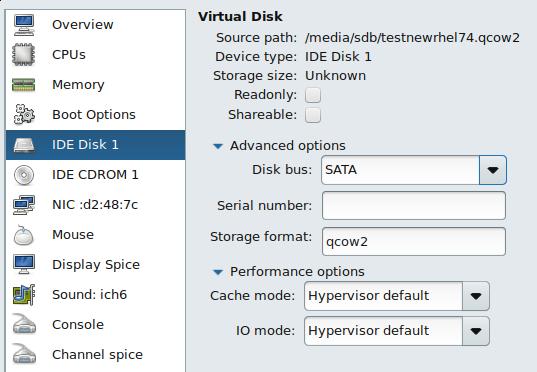 Overview
CPUs
Memory
Boot Options
IDE Disk 1
IDE CDROM 1
NIC :d2:48:7c
Mouse
Display Spice
Sound: ich6
Console
Channel spice
Virtual Disk
Source path: /media/sdb/testnewrhel74.qcow2
Device type: IDE Disk 1
Storage size: Unknown
Readonly:
Shareable:
Advanced options
Disk bus: SATA
Serial number:
Storage format: qcow2
Performance options
Cache mode: Hypervisor default
IO mode: Hypervisor default